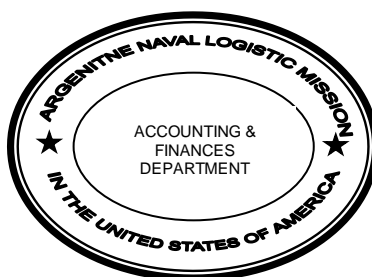 ARGENITNE NAVAL LOGISTIC MISSION
ACCOUNTING &
FINANCES
DEPARTMENT
IN THE UNITED STATES OF AMERICA